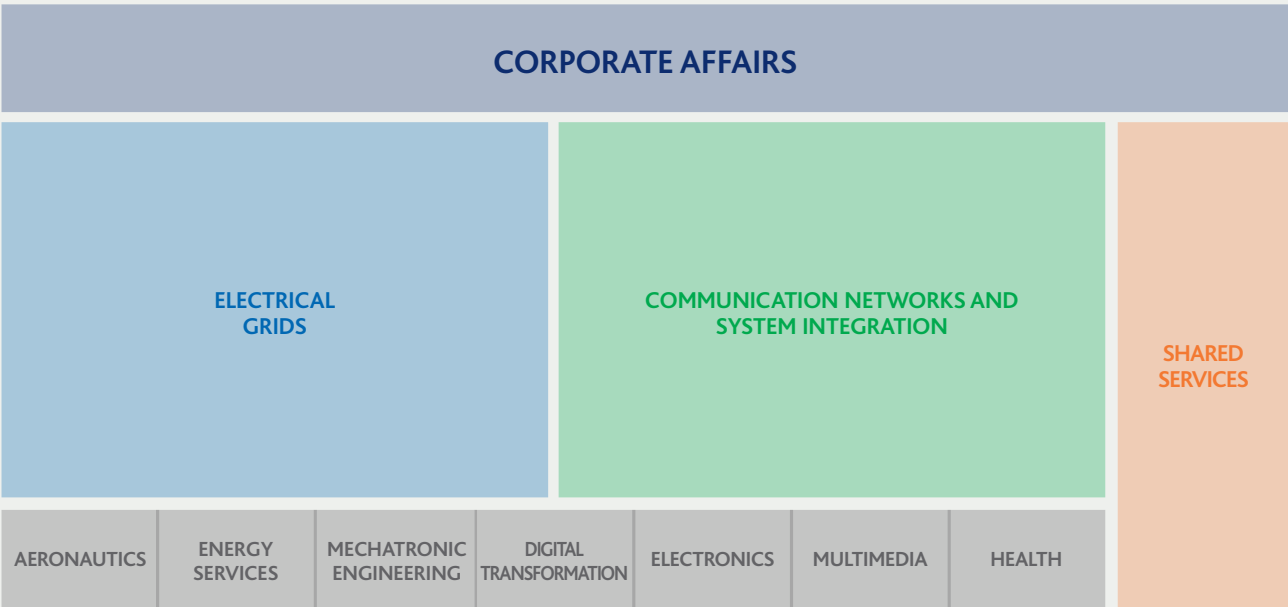 CORPORATE AFFAIRS
ELECTRICAL
GRIDS
COMMUNICATION NETWORKS AND
SYSTEM INTEGRATION
SHARED
SERVICES
AERONAUTICS
ENERGY
SERVICES
MECHATRONIC
ENGINEERING
DIGITAL
TRANSFORMATION
ELECTRONICS
MULTIMEDIA
HEALTH